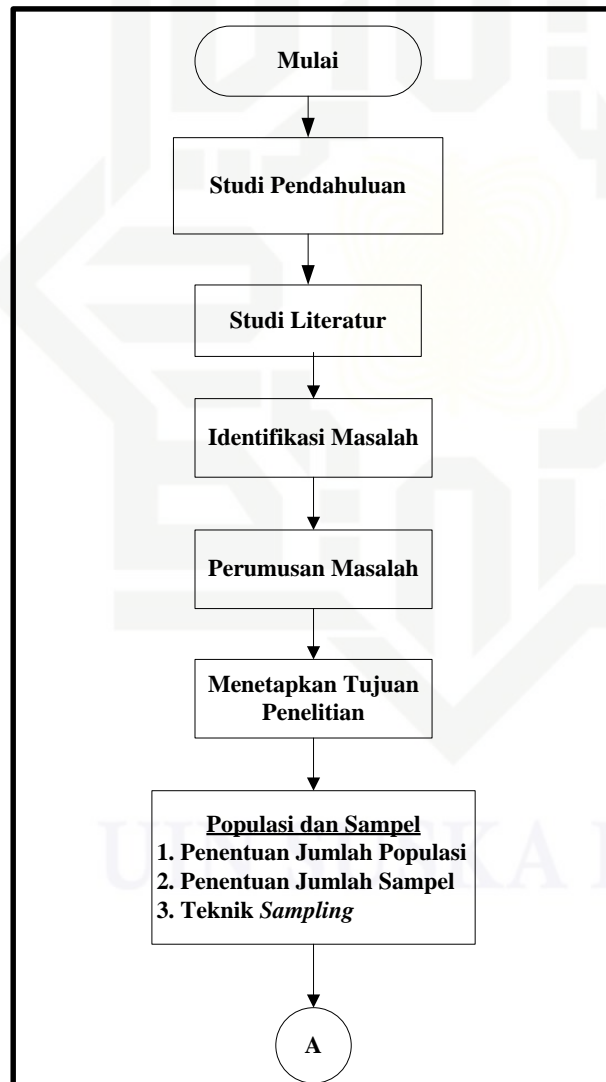 Mulai
Studi Pendahuluan
Studi Literatur
Identifikasi Masalah
Perumusan Masalah
Menetapkan Tujuan
Penelitian
Populasi dan Sampel
1. Penentuan Jumlah Populasi
2. Penentuan Jumlah Sampel
3. Teknik Sampling
A